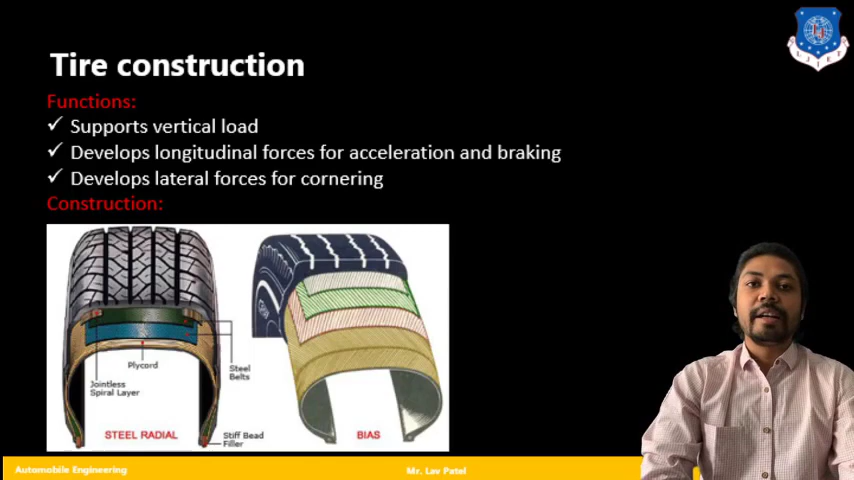 Tire construction
Functions:
✓ Supports vertical load
✓ Develops longitudinal forces for acceleration and braking
✓ Develops lateral forces for cornering
Construction:
Plycord
Steel
Belts
Jointless
Spiral Layer
STEEL RADIAL
Stiff Bead
Filler
BIAS
Automobile Engineering
Mr. Lav Patel